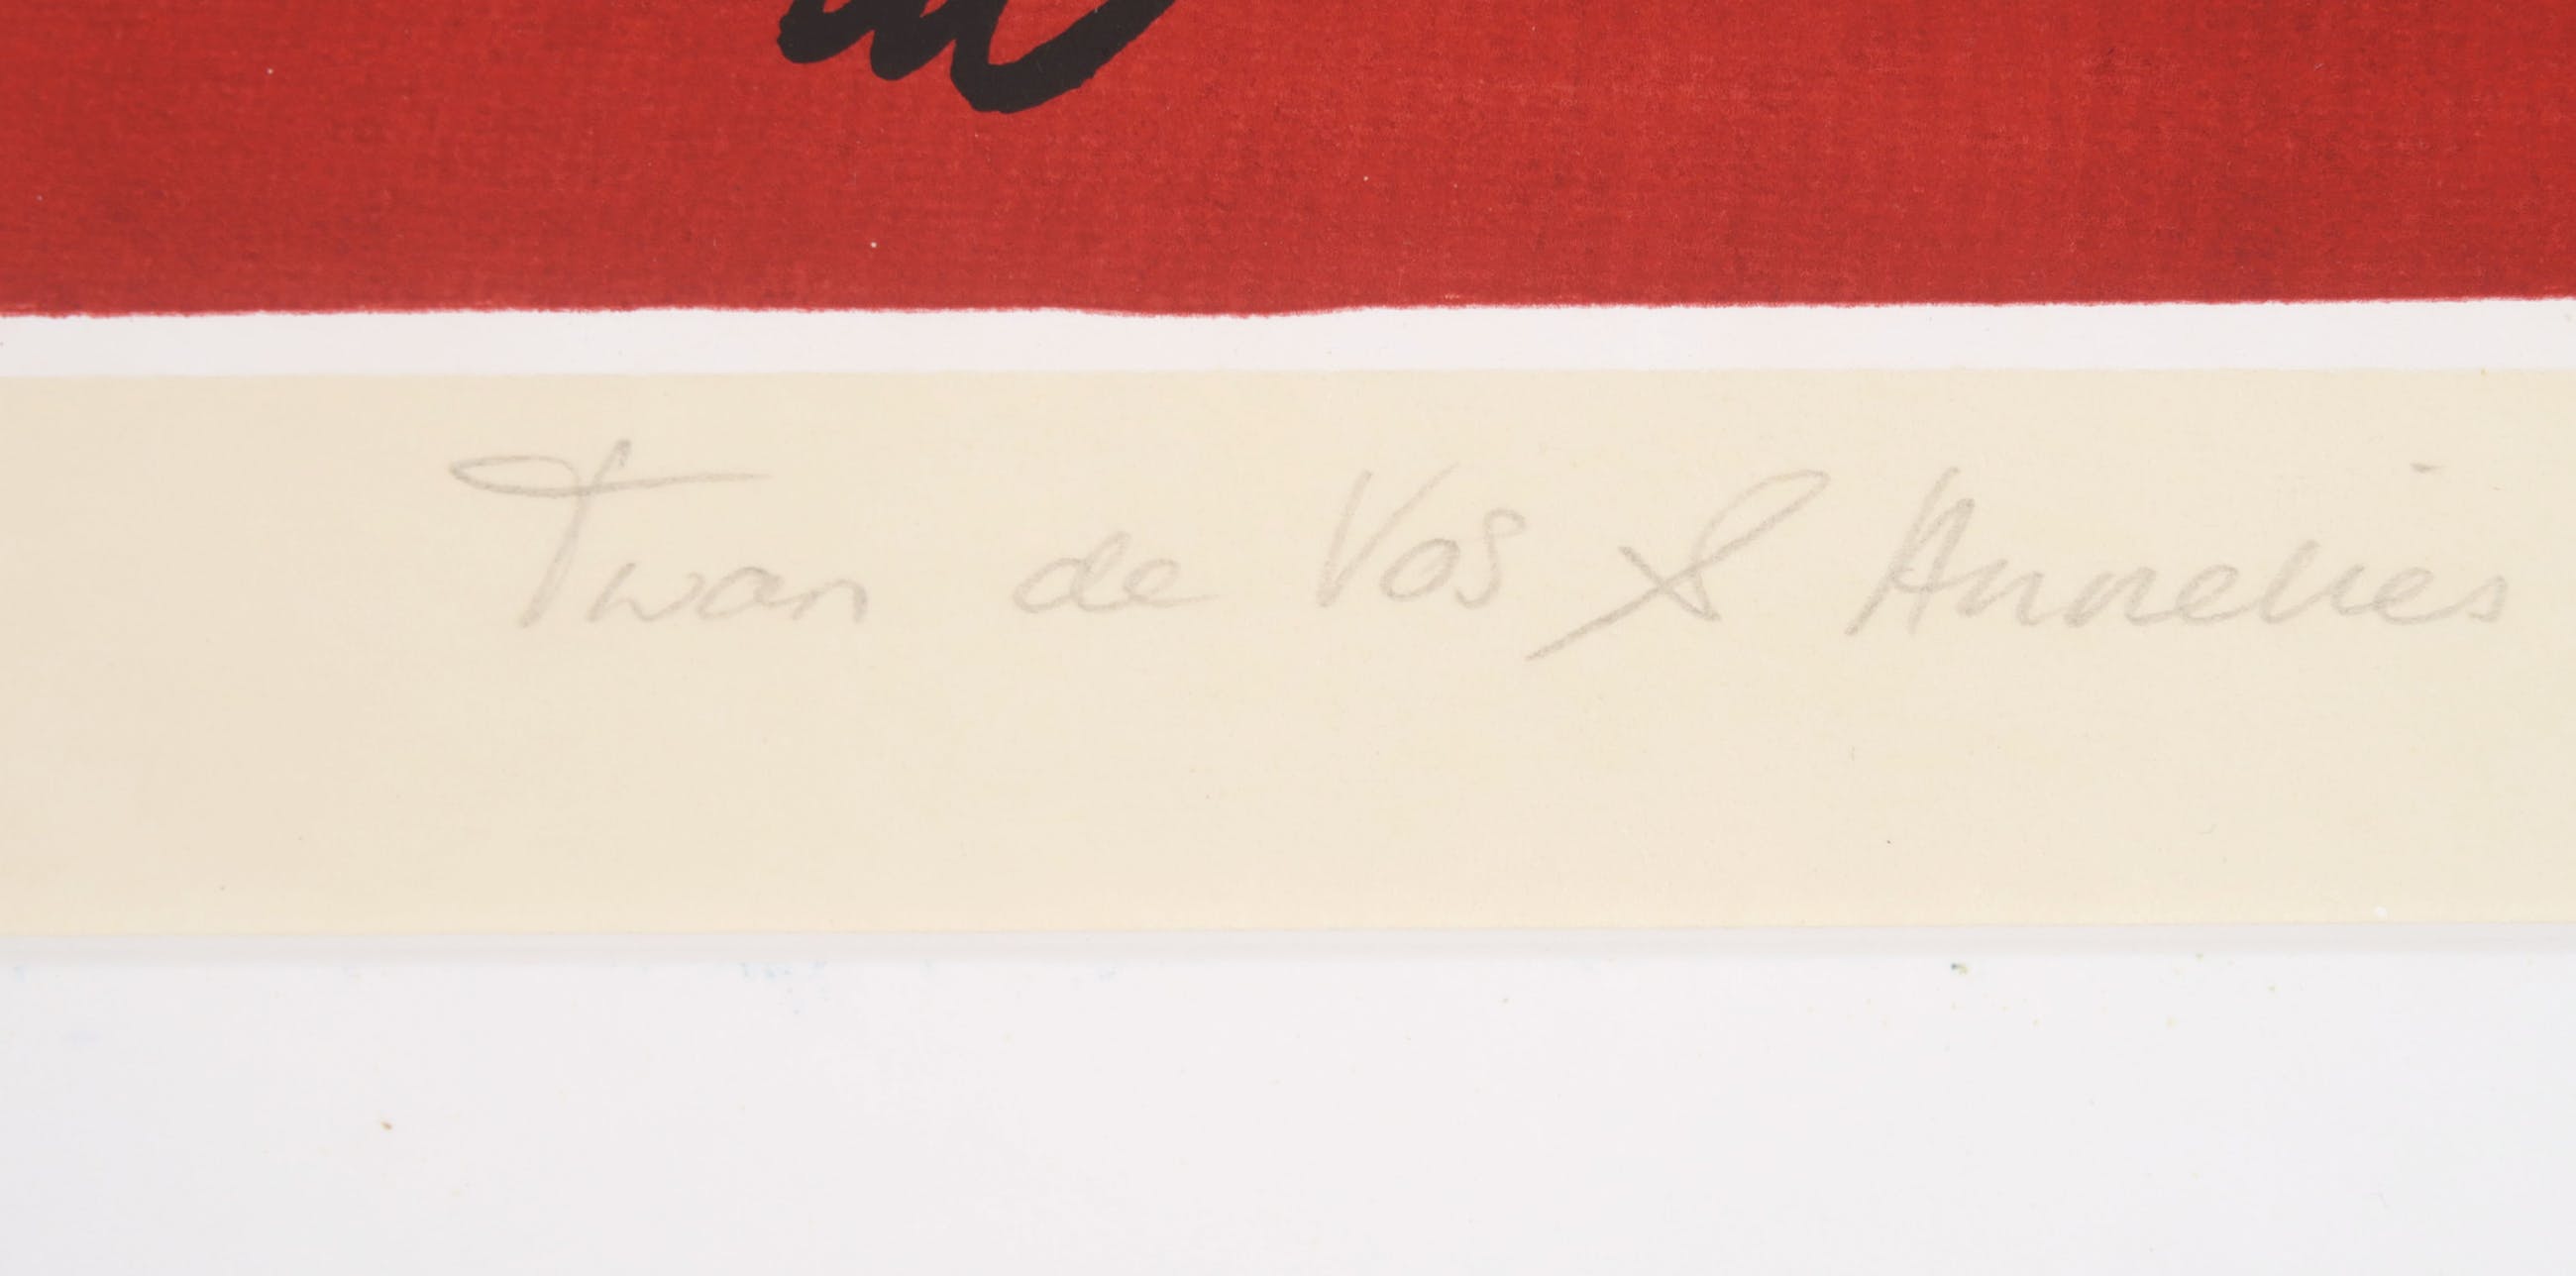 Twan de Vos & Annelies